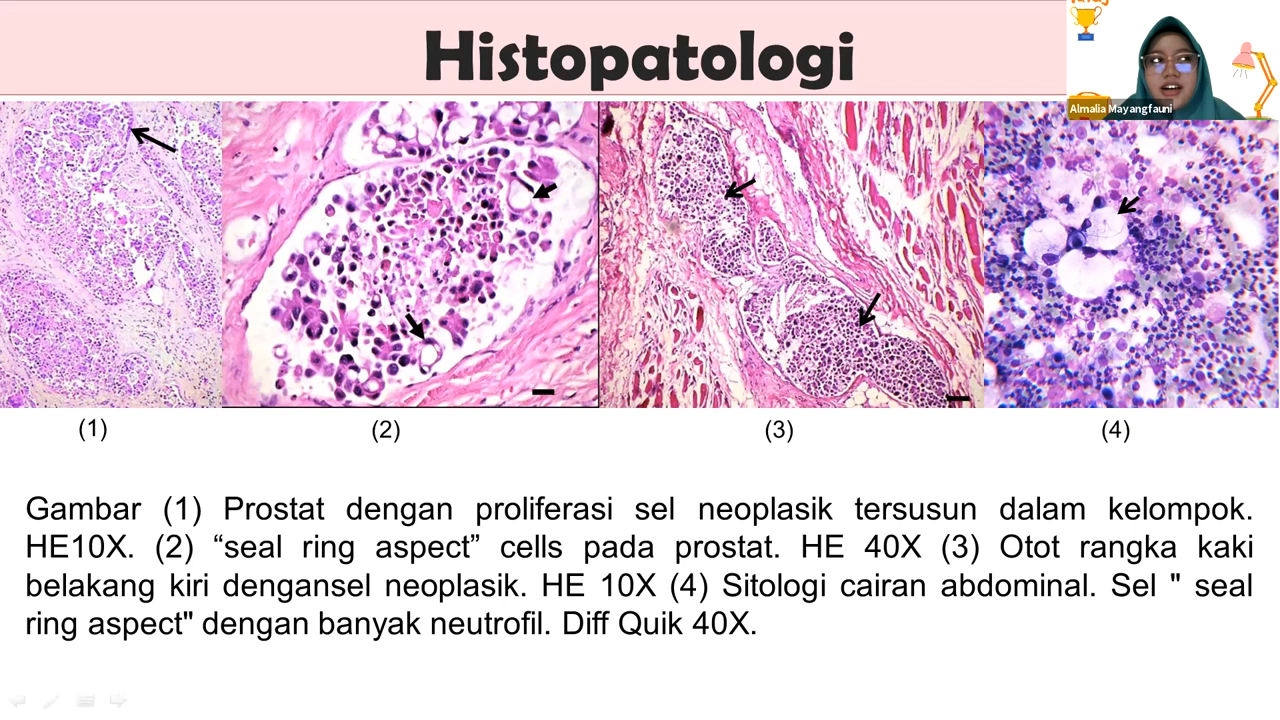 Histopatologi
Almalia Mayangfauni
(1)
(2)
(3)
(4)
Gambar (1) Prostat dengan proliferasi sel neoplasik tersusun dalam kelompok.
HE10X. (2) “seal ring aspect” cells pada prostat. HE 40X (3) Otot rangka kaki
belakang kiri dengansel neoplasik. HE 10X (4) Sitologi cairan abdominal. Sel " seal
ring aspect" dengan banyak neutrofil. Diff Quik 40X.